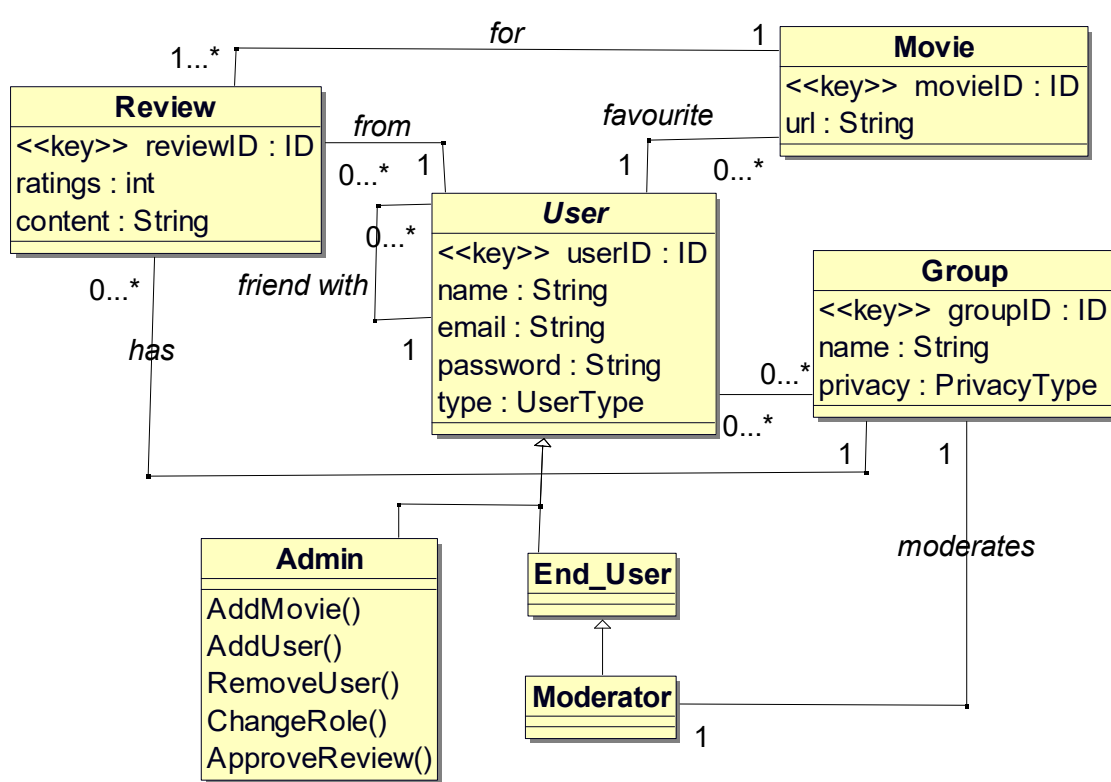 for
1
1...*
Movie
<<key>> movieID : ID
url : String
Review
<<key>> reviewID : ID
ratings : int
content : String
from
0...*
1
favourite
1
0...*
User
<<key>> userID : ID
name : String
email : String
password : String
type : UserType
0...*
friend with
1
Group
<<key>> groupID : ID
name : String
privacy : PrivacyType
0...*
0...*
0...*
has
1
1
moderates
Admin
AddMovie()
AddUser()
RemoveUser()
ChangeRole()
ApproveReview()
End_User
Moderator
1